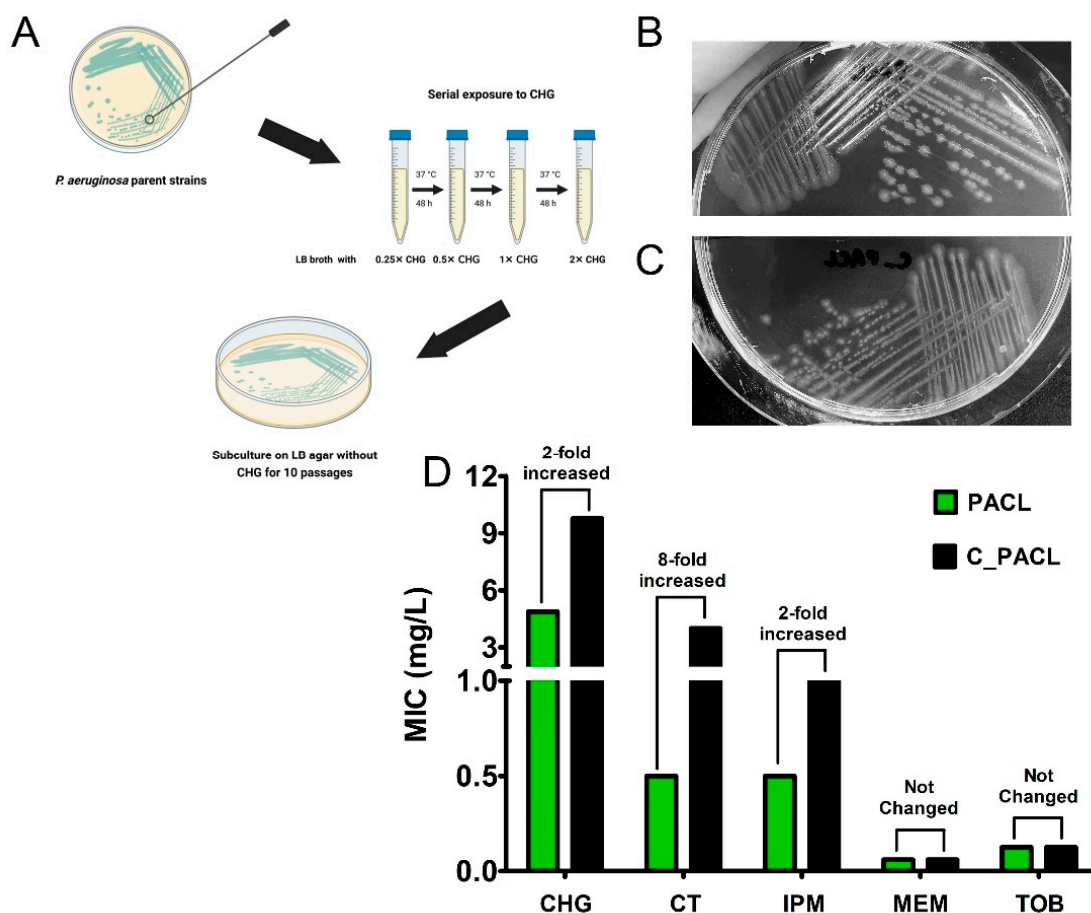 A
P. aeruginosa parent strains
Serial exposure to CHG
37 °C
48 h
37 °C
48 h
37 °C
48 h
LB broth with
0.25× CHG
0.5× CHG
1× CHG
2× CHG
Subculture on LB agar without
CHG for 10 passages
B
C
C_PACL
D
MIC (mg/L)
12
9
6
3
1.0
0.5
0.0
2-fold
increased
8-fold
increased
2-fold
increased
Not
Changed
Not
Changed
PACL
C_PACL
CHG
CT
IPM
MEM
TOB